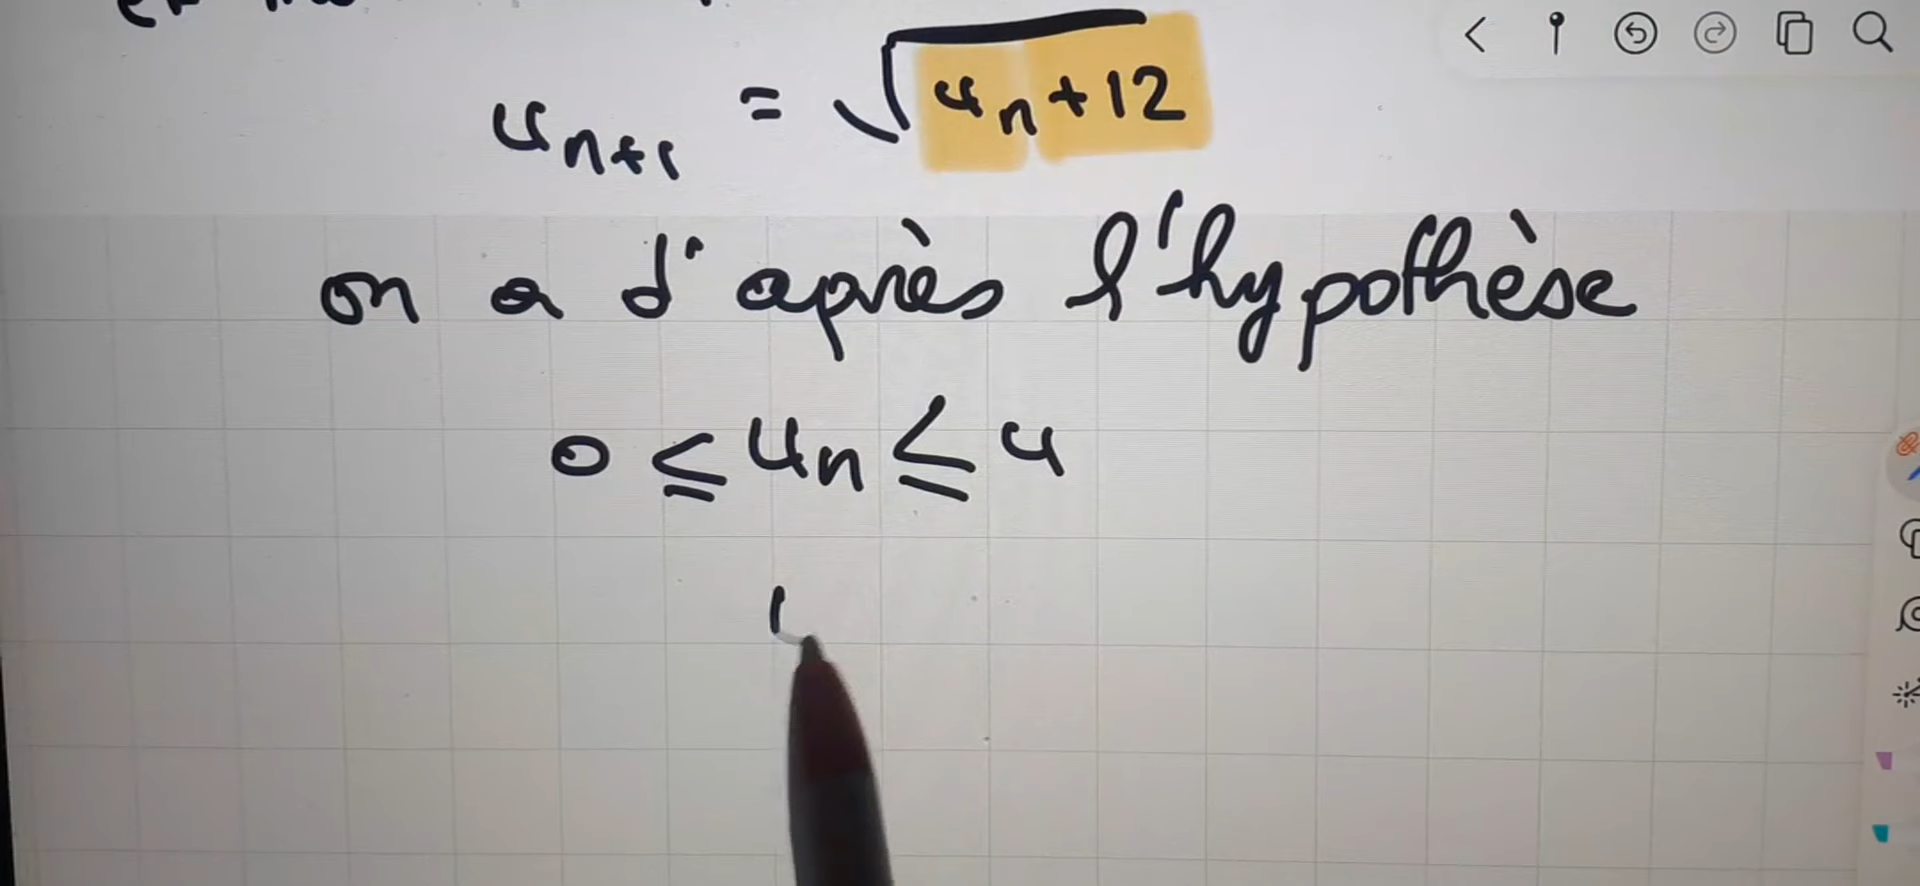 u_{n+1} = √(u_n + 12)
on a d'après l'hypothèse
0 ≤ u_n ≤ 4